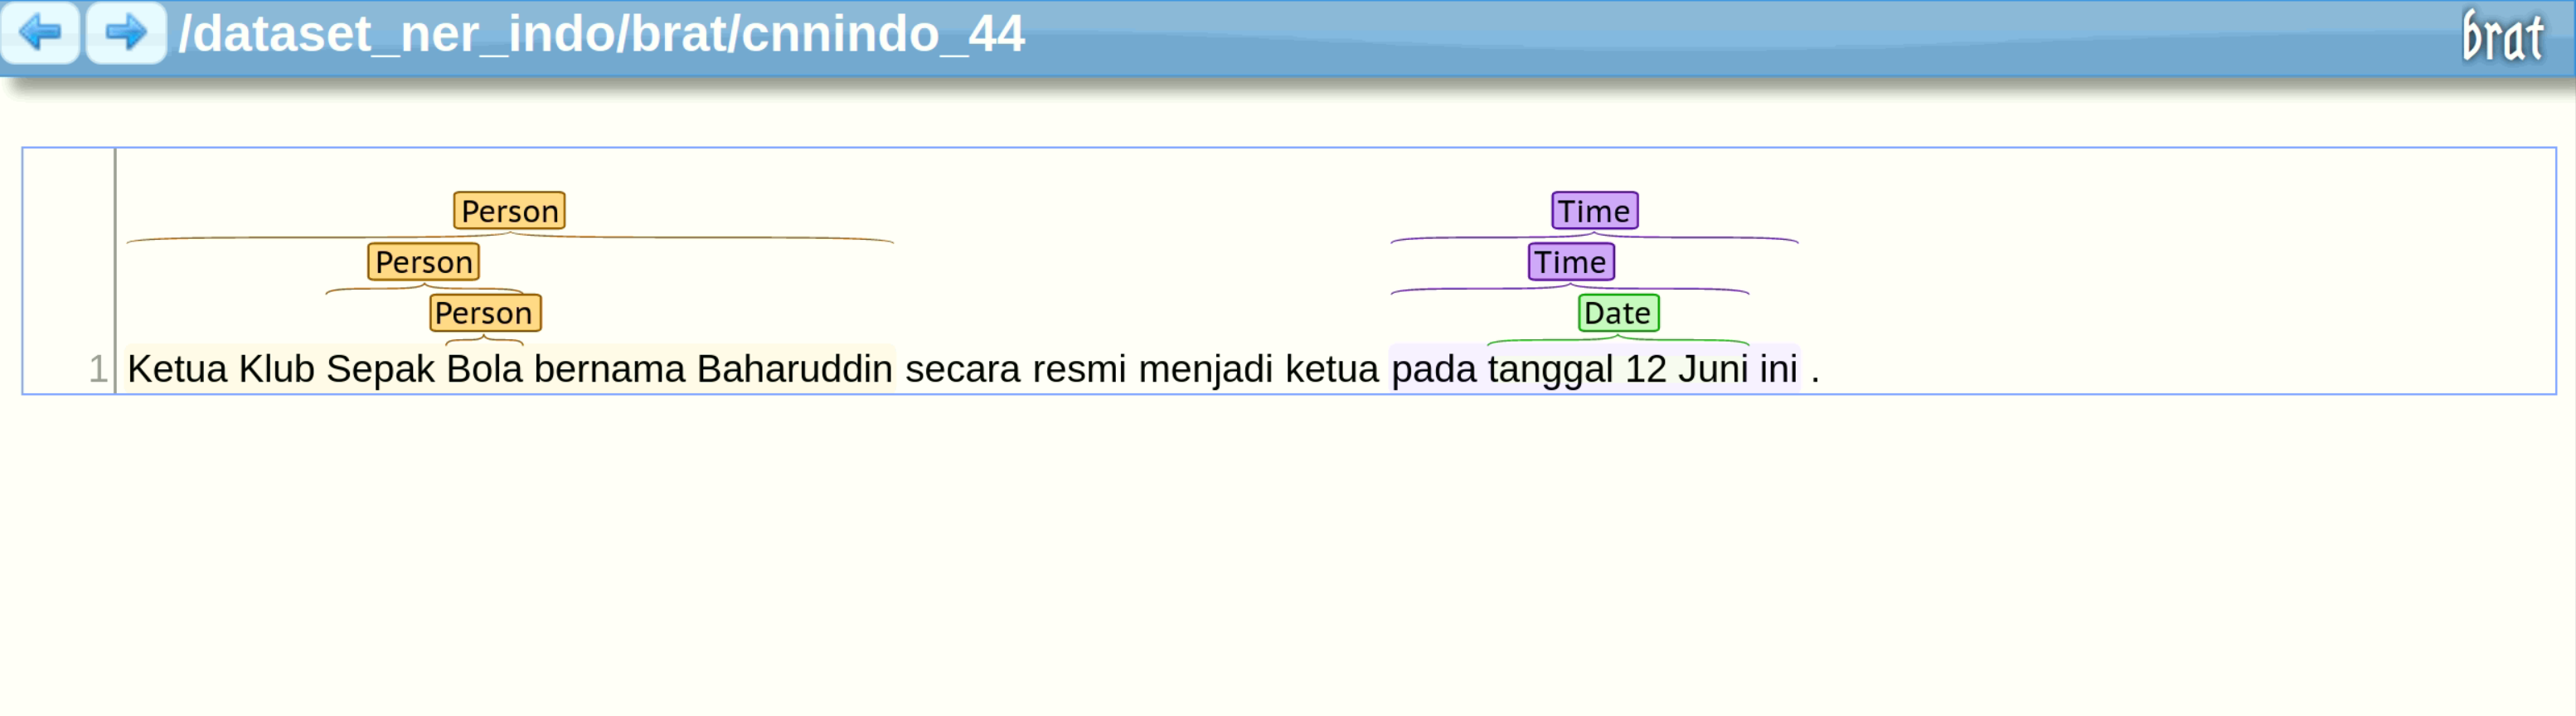 /dataset_ner_indo/brat/cnnindo_44
brat
Person Time
Person Time
Person Date
1 Ketua Klub Sepak Bola bernama Baharuddin secara resmi menjadi ketua pada tanggal 12 Juni ini .